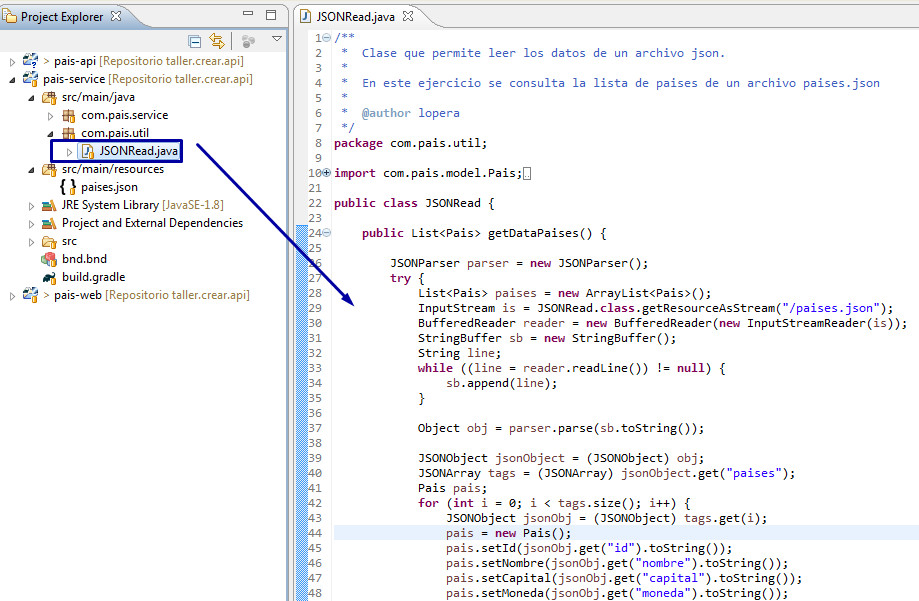 Project Explorer
> pais-api [Repositorio taller.crear.api]
pais-service [Repositorio taller.crear.api]
src/main/java
com.pais.service
com.pais.util
JSONRead.java
src/main/resources
{ } paises.json
JRE System Library [JavaSE-1.8]
Project and External Dependencies
src
bnd.bnd
build.gradle
> pais-web [Repositorio taller.crear.api]
JSONRead.java
1 /**
2  *  Clase que permite leer los datos de un archivo json.
3  *
4  *  En este ejercicio se consulta la lista de paises de un archivo paises.json
5  *
6  *  @author lopera
7  */
8 package com.pais.util;
9
10 import com.pais.model.Pais;
21
22 public class JSONRead {
23
24     public List<Pais> getDataPaises() {
25
26         JSONParser parser = new JSONParser();
27         try {
28             List<Pais> paises = new ArrayList<Pais>();
29             InputStream is = JSONRead.class.getResourceAsStream("/paises.json");
30             BufferedReader reader = new BufferedReader(new InputStreamReader(is));
31             StringBuffer sb = new StringBuffer();
32             String line;
33             while ((line = reader.readLine()) != null) {
34                 sb.append(line);
35             }
36
37             Object obj = parser.parse(sb.toString());
38
39             JSONObject jsonObject = (JSONObject) obj;
40             JSONArray tags = (JSONArray) jsonObject.get("paises");
41             Pais pais;
42             for (int i = 0; i < tags.size(); i++) {
43                 JSONObject jsonObj = (JSONObject) tags.get(i);
44                 pais = new Pais();
45                 pais.setId(jsonObj.get("id").toString());
46                 pais.setNombre(jsonObj.get("nombre").toString());
47                 pais.setCapital(jsonObj.get("capital").toString());
48                 pais.setMoneda(jsonObj.get("moneda").toString());